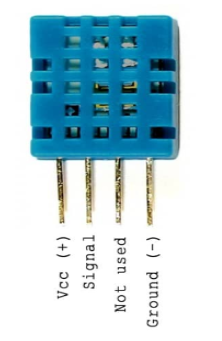 Vcc (+)
Signal
Not used
Ground (-)